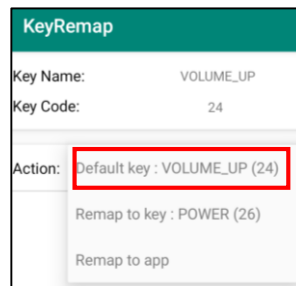 KeyRemap
Key Name: VOLUME_UP
Key Code: 24
Action: Default key : VOLUME_UP (24)
Remap to key : POWER (26)
Remap to app